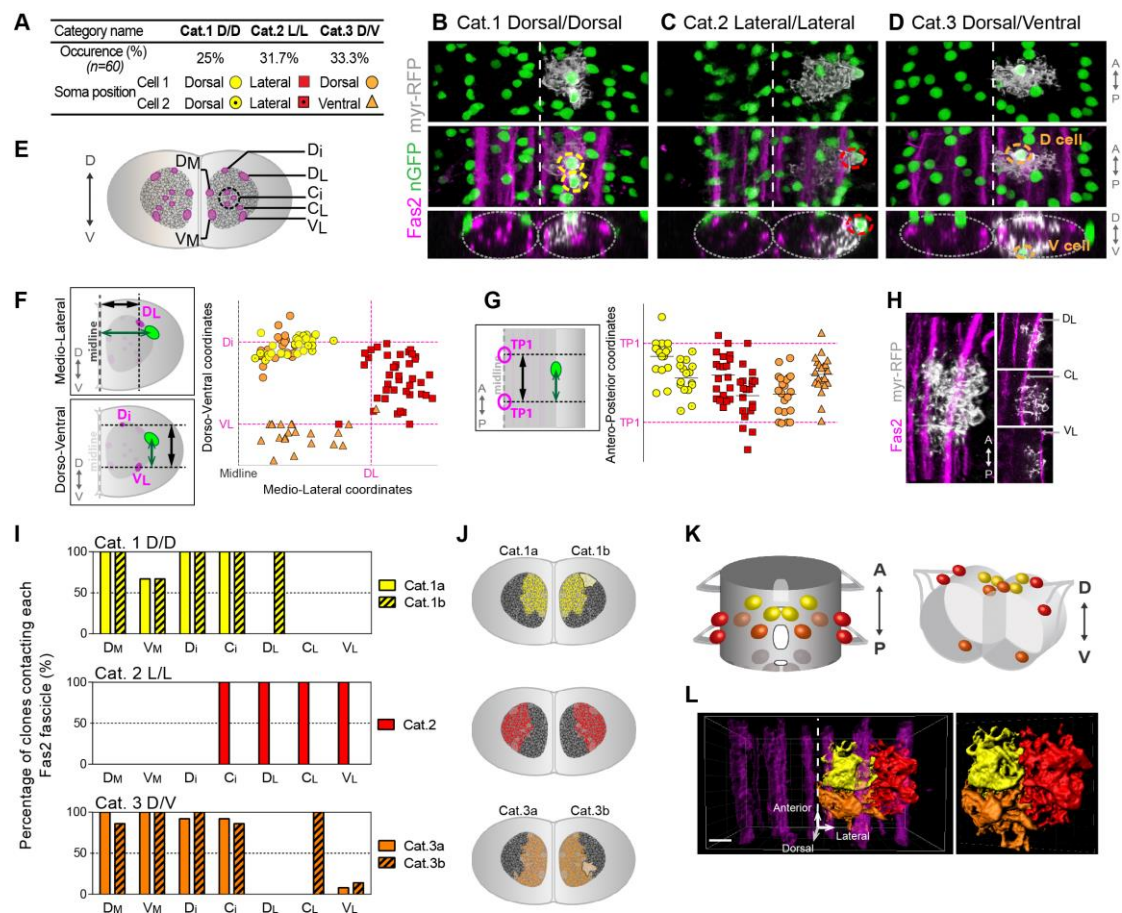 A
Category name Cat.1 D/D Cat.2 L/L Cat.3 D/V
Occurence (%) 25% 31.7% 33.3%
(n=60)
Soma position
Cell 1 Dorsal Lateral Dorsal
Cell 2 Dorsal Lateral Ventral
B Cat.1 Dorsal/Dorsal
C Cat.2 Lateral/Lateral
D Cat.3 Dorsal/Ventral
Fas2 nGFP myr-RFP
D cell
V cell
A
P
A
P
D
V
E
D
V
DM
VM
Di
DL
Ci
CL
VL
F
Medio-Lateral
midline
DL
D
V
Dorso-Ventral
midline
Di
VL
D
V
Dorso-Ventral coordinates
Di
VL
Midline
DL
Medio-Lateral coordinates
G
TP1
midline
TP1
A
P
Antero-Posterior coordinates
TP1
TP1
H
Fas2 myr-RFP
A
P
DL
CL
VL
I
Percentage of clones contacting each
Fas2 fascicle (%)
Cat. 1 D/D
100
50
0
DM VM Di Ci DL CL VL
Cat.1a
Cat.1b
Cat. 2 L/L
100
50
0
DM VM Di Ci DL CL VL
Cat.2
Cat. 3 D/V
100
50
0
DM VM Di Ci DL CL VL
Cat.3a
Cat.3b
J
Cat.1a Cat.1b
Cat.3a Cat.3b
K
A
P
D
V
L
Anterior
Lateral
Dorsal